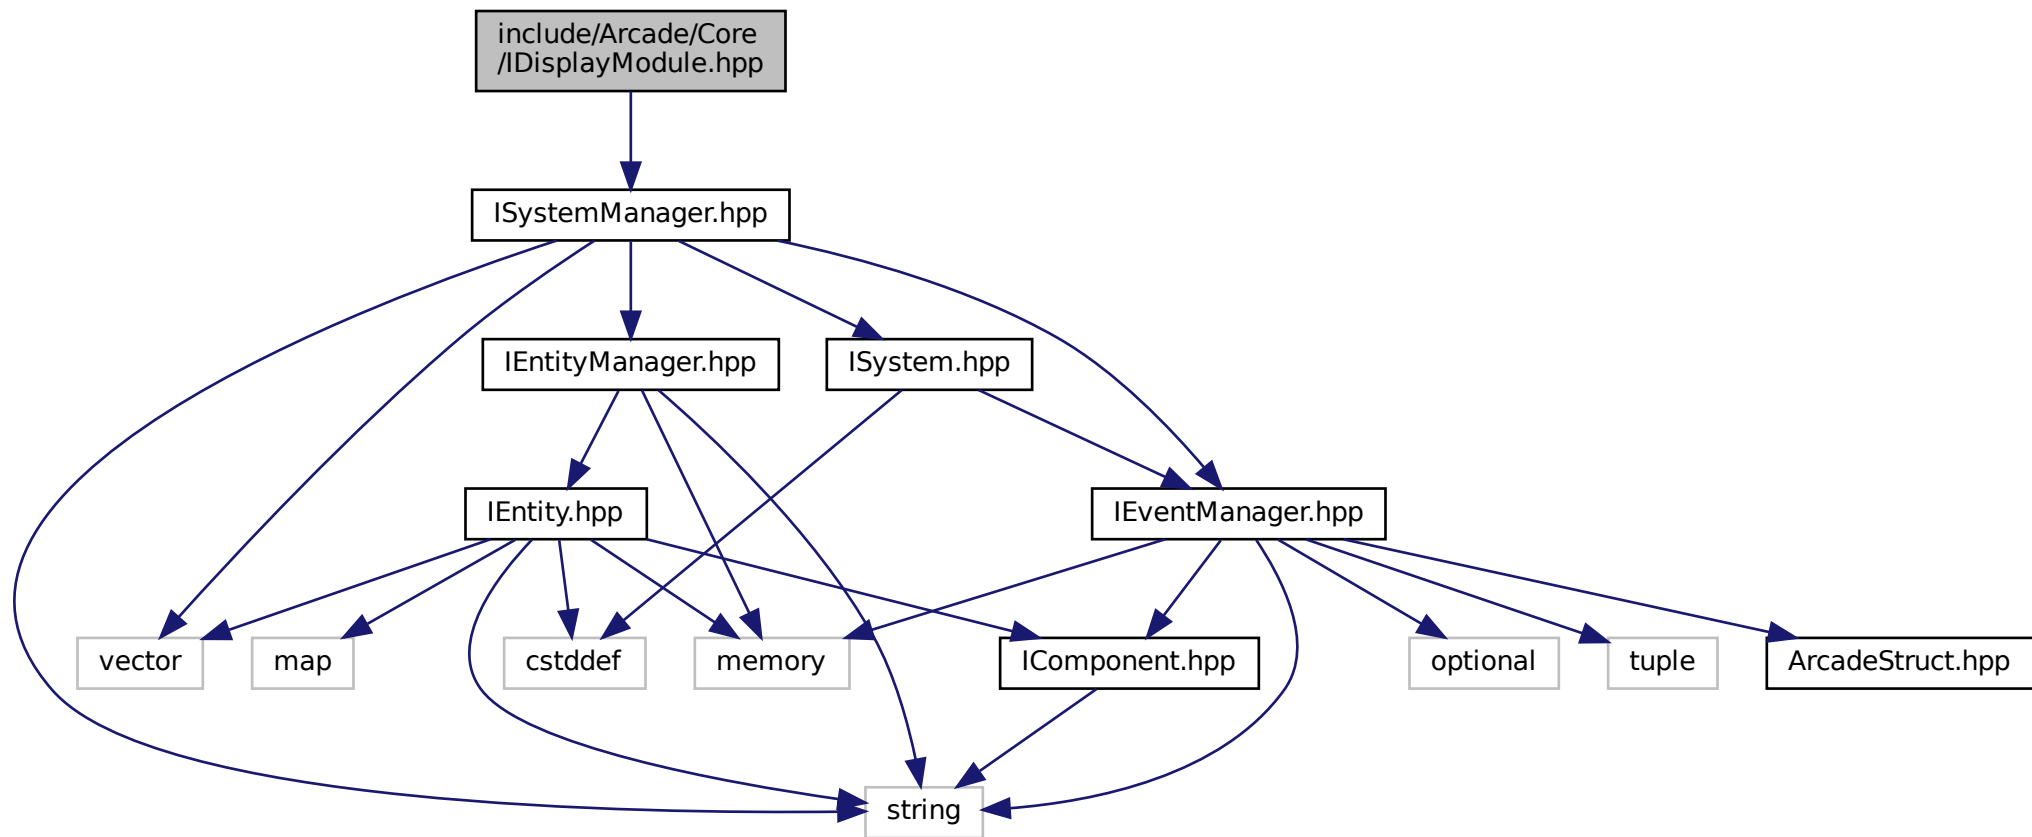 include/Arcade/Core
/IDisplayModule.hpp
ISystemManager.hpp
IEntityManager.hpp
ISystem.hpp
IEntity.hpp
IEventManager.hpp
vector
map
cstddef
memory
IComponent.hpp
optional
tuple
ArcadeStruct.hpp
string